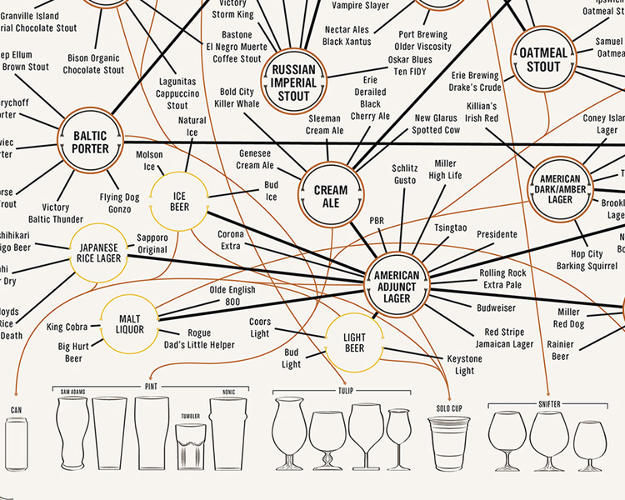 Granville Island
rial Chocolate Stout
Victory
Storm King
Vampire Slayer
Bastone
El Negro Muerte
Coffee Stout
Nectar Ales
Black Xantus
Port Brewing
Older Viscosity
Oatmeal St
Samuel
Oatmea
OATMEAL
STOUT
ep Ellum
Brown Stout
Bison Organic
Chocolate Stout
RUSSIAN
IMPERIAL
STOUT
Oskar Blues
Ten FIDY
Lagunitas
Cappuccino
Stout
Bold City
Killer Whale
Erie
Derailed
Black
Cherry Ale
Erie Brewing
Drake's Crude
Killian's
Irish Red
Natural
Ice
Sleeman
Cream Ale
New Glarus
Spotted Cow
Coney Islan
Lager
BALTIC
PORTER
Molson
Ice
Genesee
Cream Ale
Schlitz
Gusto
Miller
High Life
ICE
BEER
Bud
Ice
CREAM
ALE
AMERICAN
DARK/AMBER
LAGER
Brookl
Lage
Victory
Baltic Thunder
Flying Dog
Gonzo
PBR
Tsingtao
Presidente
Corona
Extra
Sapporo
Original
JAPANESE
RICE LAGER
Hop City
Barking Squirrel
AMERICAN
ADJUNCT
LAGER
Rolling Rock
Extra Pale
Olde English
800
Budweiser
MALT
LIQUOR
King Cobra
Big Hurt
Beer
Rogue
Dad's Little Helper
Coors
Light
LIGHT
BEER
Bud
Light
Red Stripe
Jamaican Lager
Keystone
Light
Miller
Red Dog
Rainier
Beer
CAN
SAM ADAMS
PINT
NONIC
TUMBLER
TULIP
SOLO CUP
SNIFTER